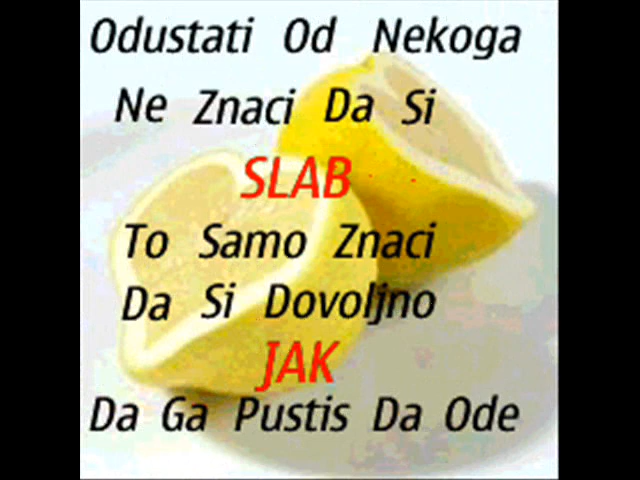 Odustati Od Nekoga
Ne Znaci Da Si
SLAB
To Samo Znaci
Da Si Dovoljno
JAK
Da Ga Pustis Da Ode